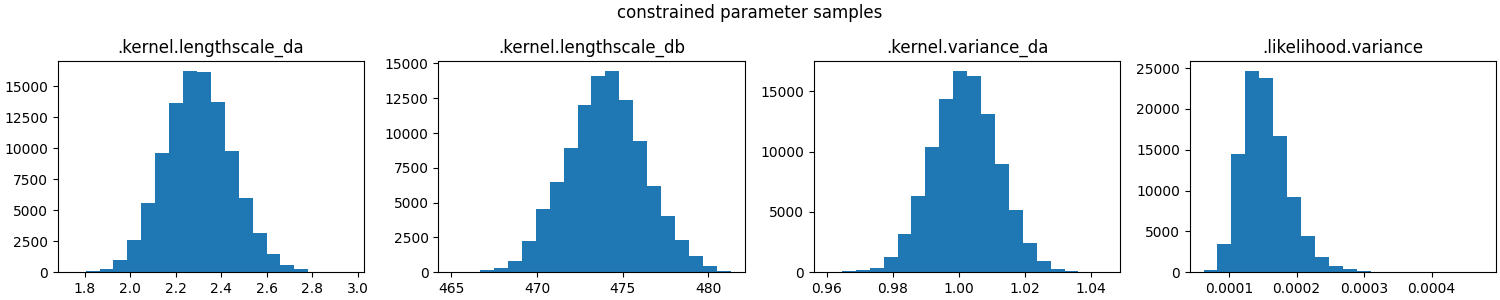 constrained parameter samples
.kernel.lengthscale_da
.kernel.lengthscale_db
.kernel.variance_da
.likelihood.variance
15000
12500
10000
7500
5000
2500
0
1.8 2.0 2.2 2.4 2.6 2.8 3.0
15000
12500
10000
7500
5000
2500
0
465 470 475 480
15000
10000
5000
0
0.96 0.98 1.00 1.02 1.04
25000
20000
15000
10000
5000
0
0.0001 0.0002 0.0003 0.0004